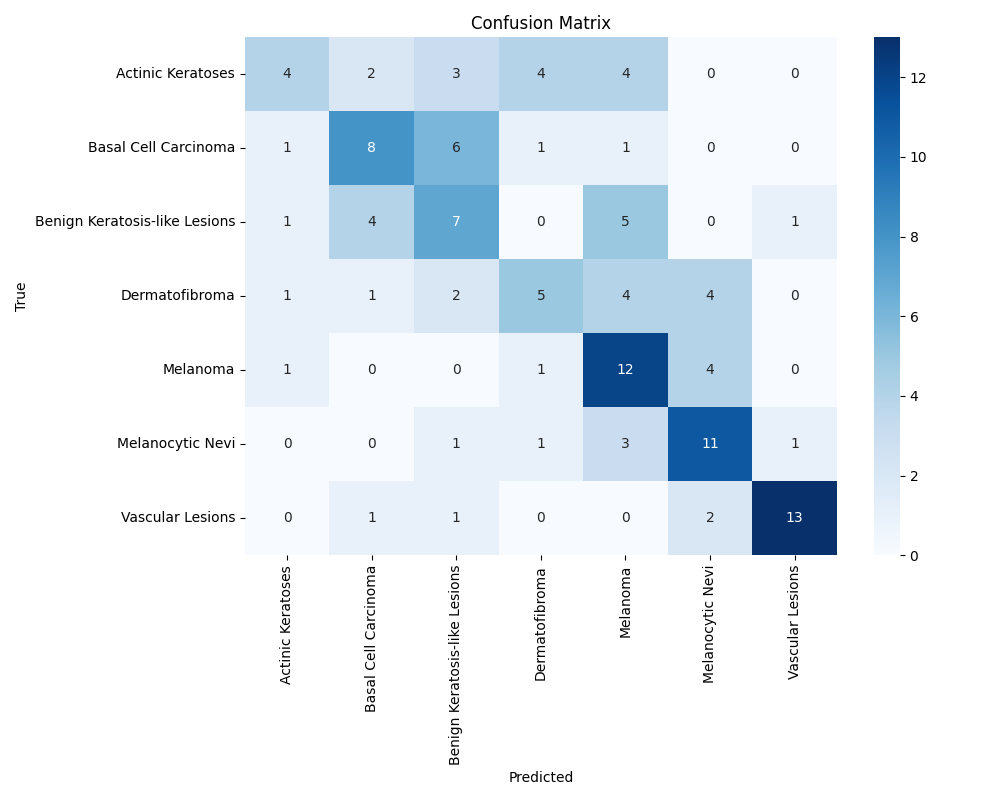 Confusion Matrix
True
Actinic Keratoses 4 2 3 4 4 0 0
Basal Cell Carcinoma 1 8 6 1 1 0 0
Benign Keratosis-like Lesions 1 4 7 0 5 0 1
Dermatofibroma 1 1 2 5 4 4 0
Melanoma 1 0 0 1 12 4 0
Melanocytic Nevi 0 0 1 1 3 11 1
Vascular Lesions 0 1 1 0 0 2 13
Actinic Keratoses
Basal Cell Carcinoma
Benign Keratosis-like Lesions
Dermatofibroma
Melanoma
Melanocytic Nevi
Vascular Lesions
Predicted
12
10
8
6
4
2
0